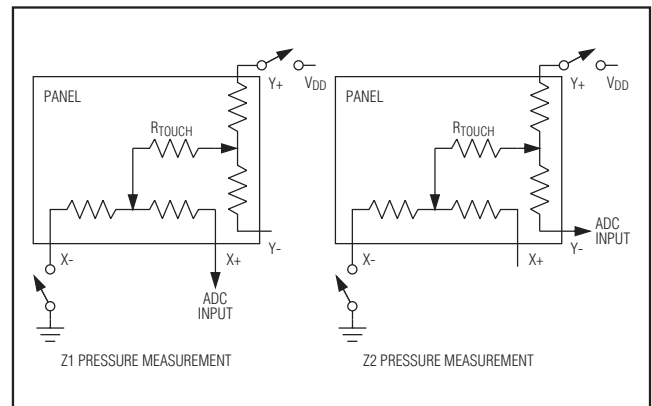 PANEL
RTOUCH
Y+
VDD
X-
X+
Y-
ADC
INPUT
Z1 PRESSURE MEASUREMENT
PANEL
RTOUCH
Y+
VDD
X-
X+
Y-
ADC
INPUT
Z2 PRESSURE MEASUREMENT